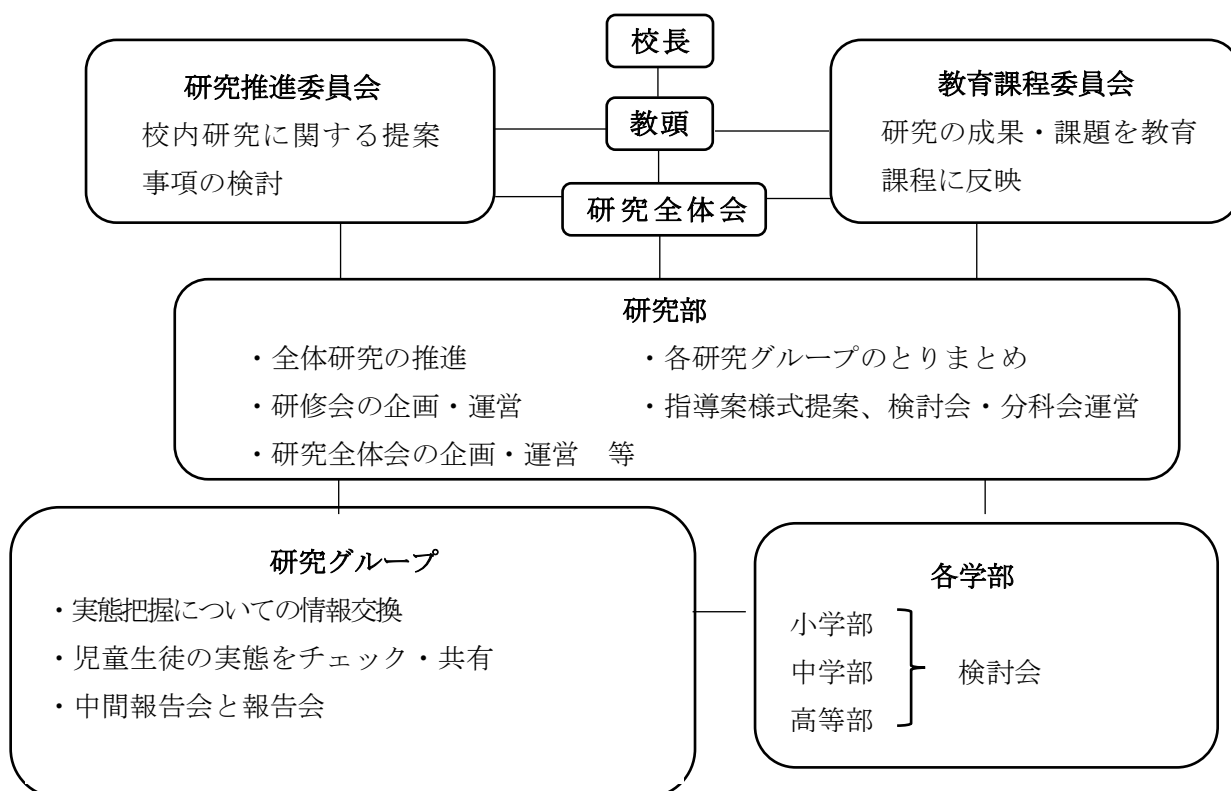 校長
研究推進委員会
校内研究に関する提案
事項の検討
教頭
教育課程委員会
研究の成果・課題を教育
課程に反映
研究全体会
研究部
・全体研究の推進
・各研究グループのとりまとめ
・研修会の企画・運営
・指導案様式提案、検討会・分科会運営
・研究全体会の企画・運営　等
研究グループ
・実態把握についての情報交換
・児童生徒の実態をチェック・共有
・中間報告会と報告会
各学部
小学部
中学部
検討会
高等部